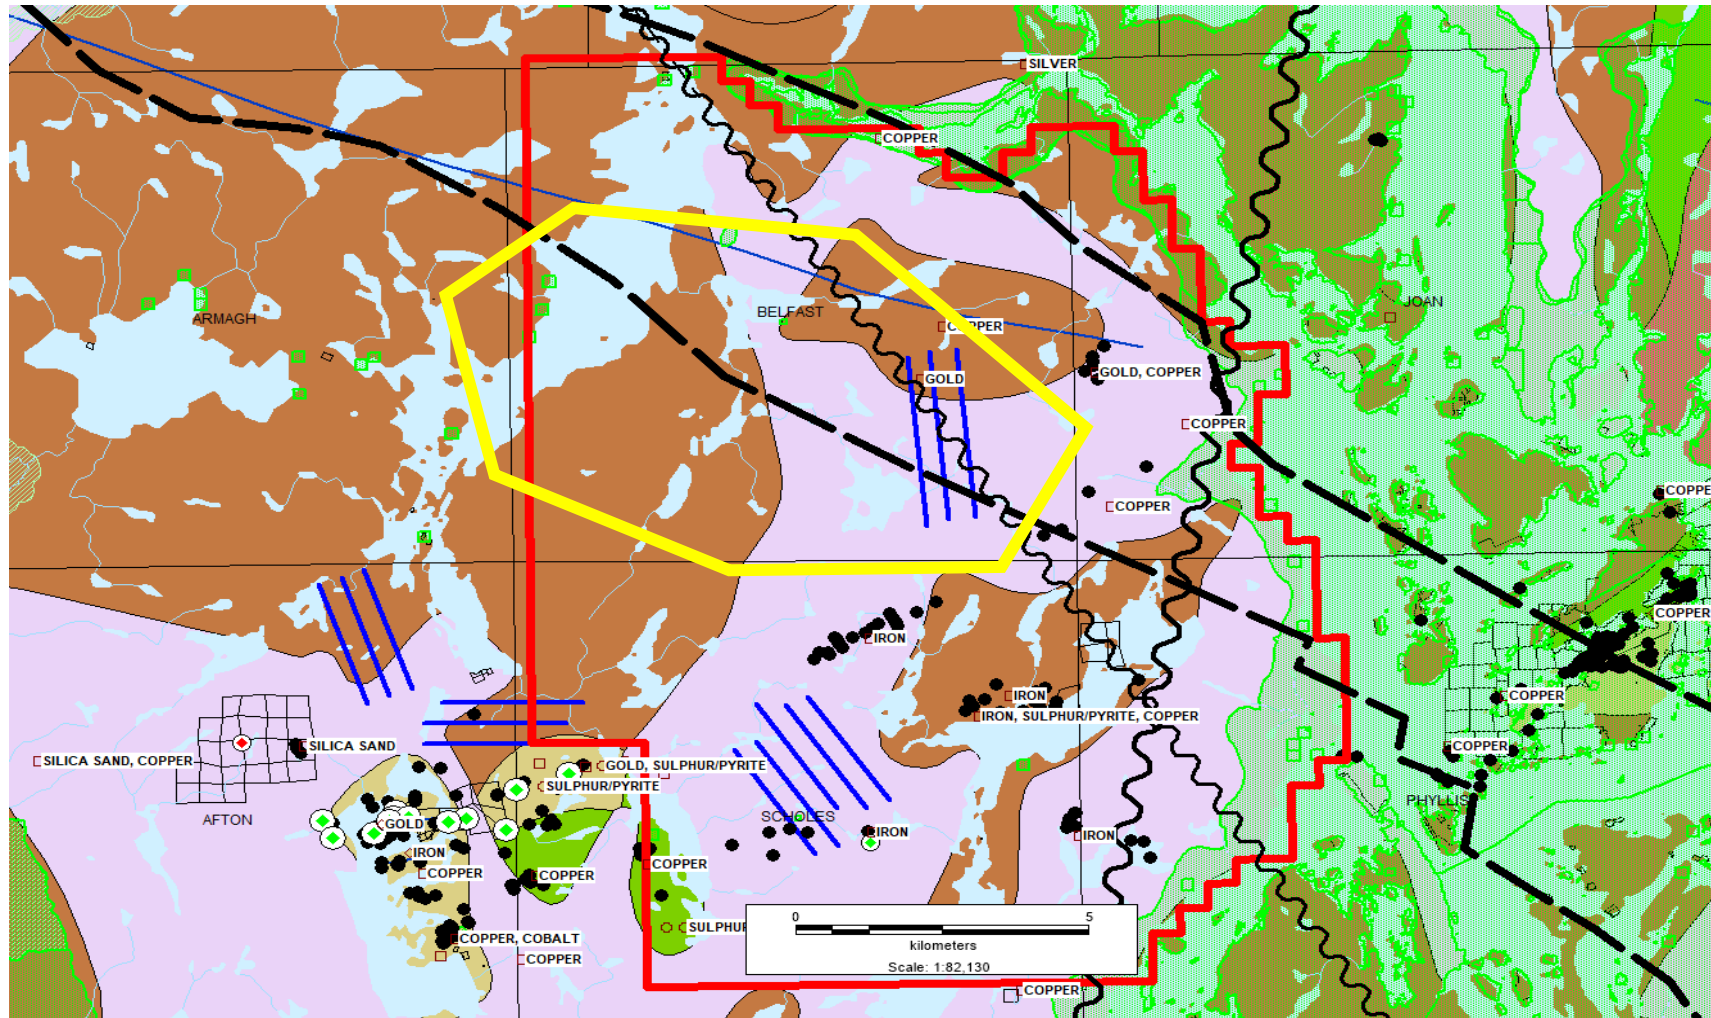 SILVER
COPPER
JOAN
BELFAST
ARMAGH
COPPER
GOLD, COPPER
GOLD
COPPER
COPPER
COPPE
COPPER
IRON
IRON
COPPER
IRON, SULPHUR/PYRITE, COPPER
SILICA SAND
COPPER
SILICA SAND, COPPER
GOLD, SULPHUR/PYRITE
SULPHUR/PYRITE
PHYLLIS
SCHOLES
AFTON
GOLD
IRON
IRON
IRON
COPPER
COPPER
COPPER
0 5
SULPHUR
COPPER, COBALT
kilometers
COPPER
Scale: 1:82,130
COPPER